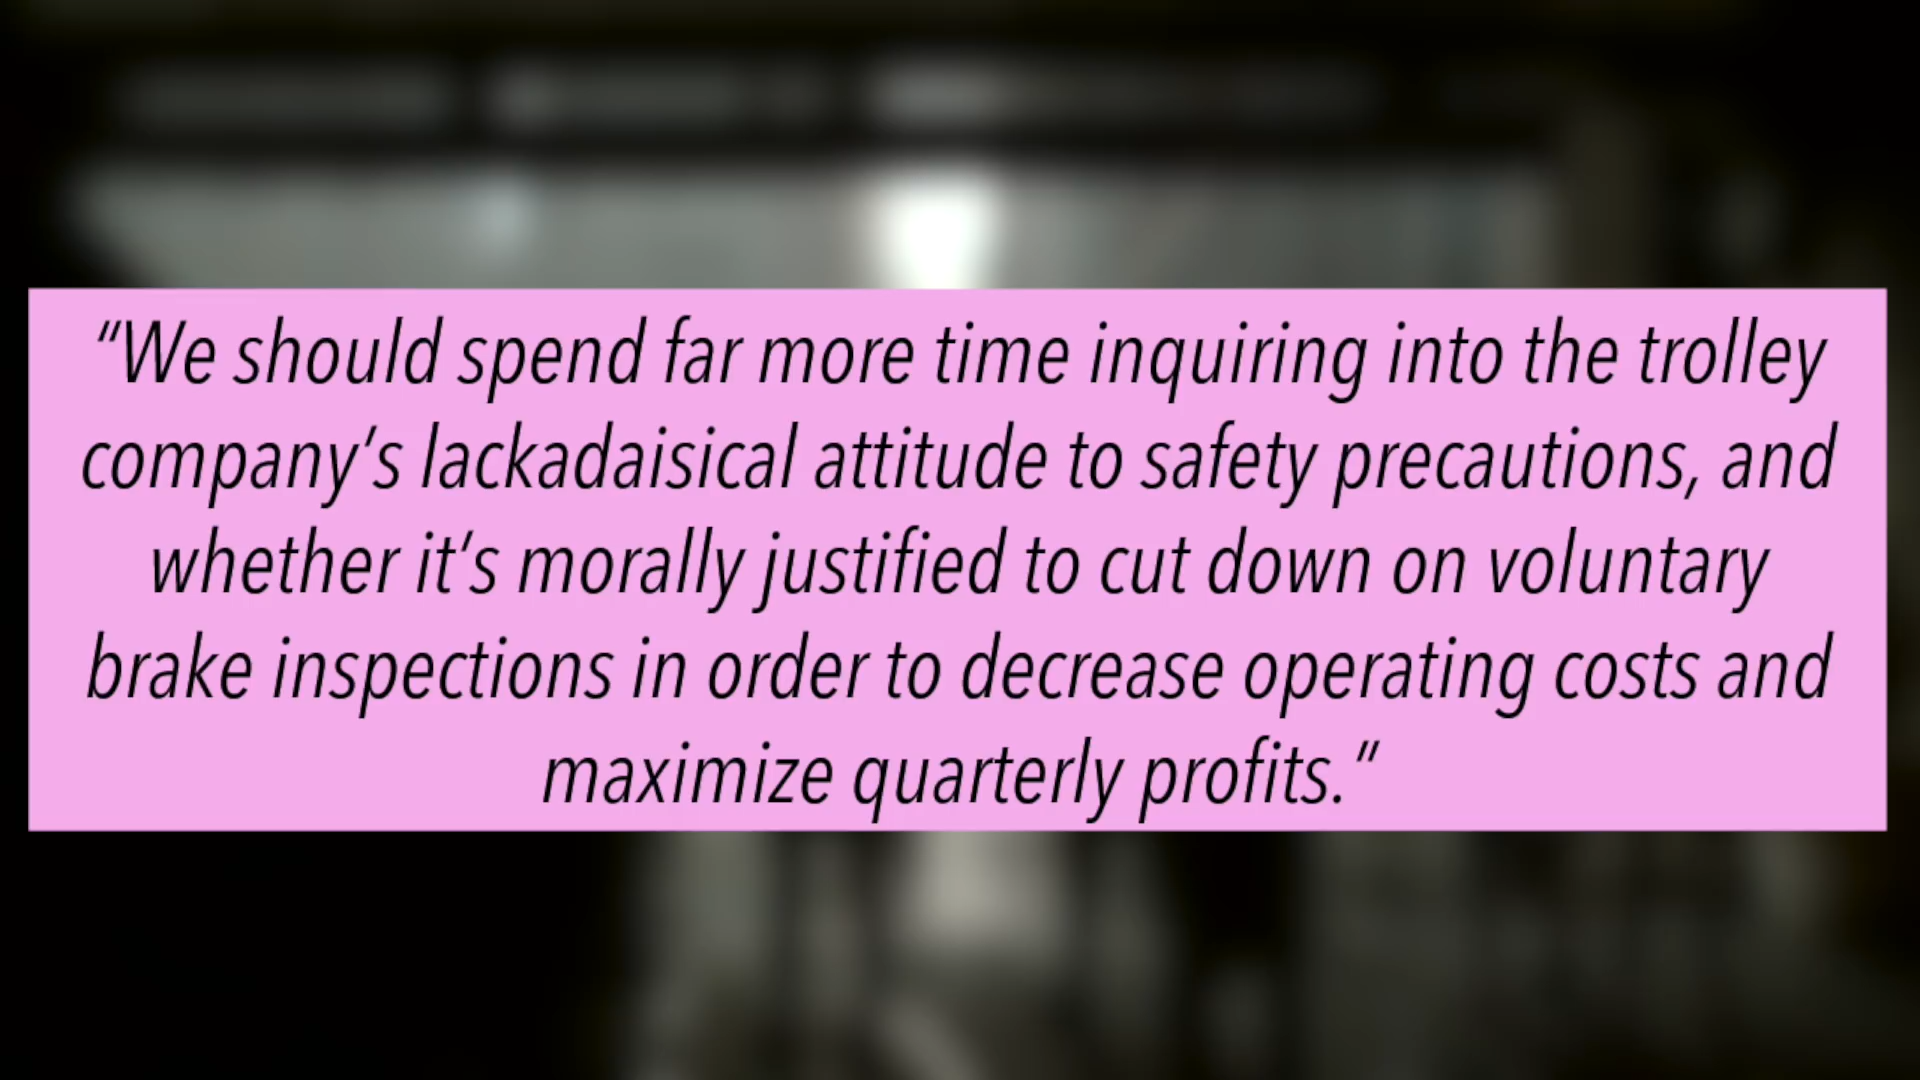 “We should spend far more time inquiring into the trolley
company’s lackadaisical attitude to safety precautions, and
whether it’s morally justified to cut down on voluntary
brake inspections in order to decrease operating costs and
maximize quarterly profits.”